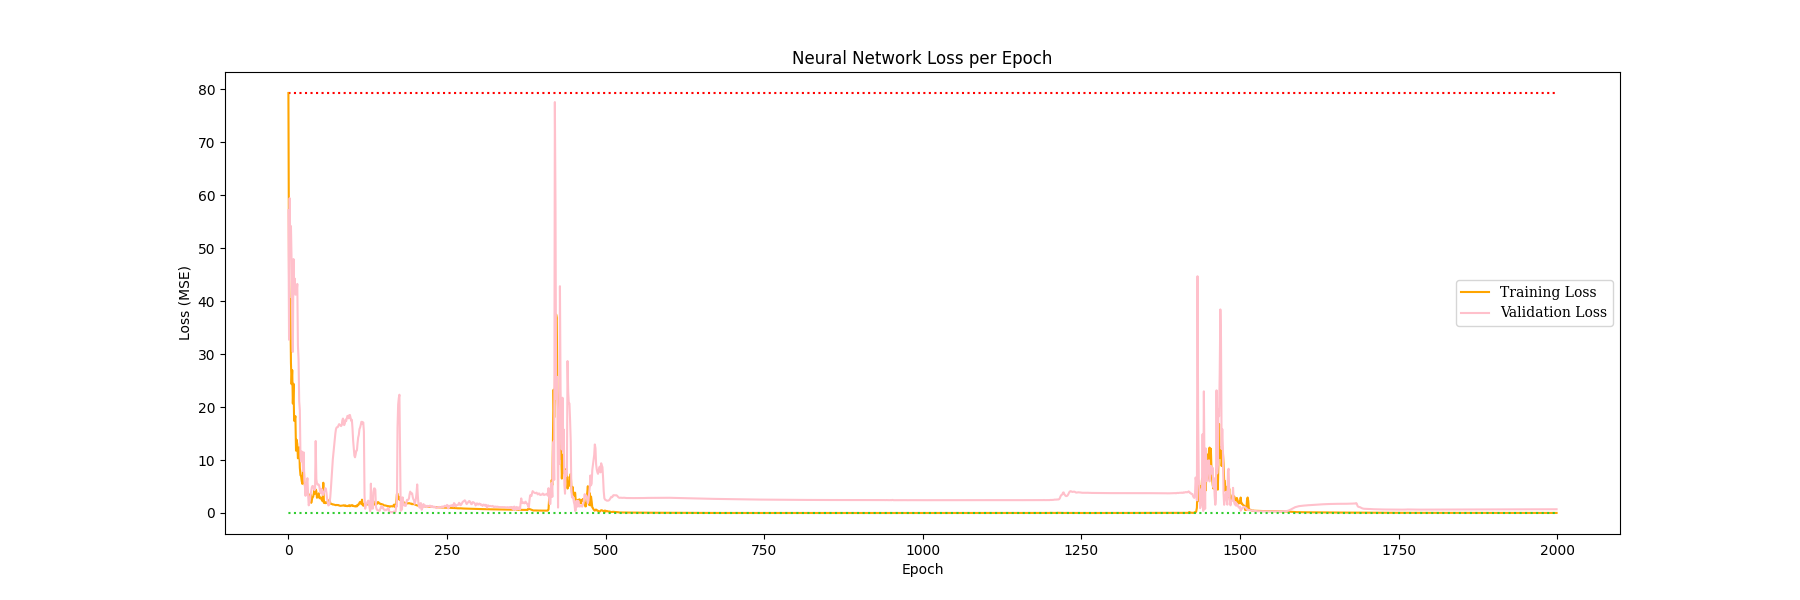 Neural Network Loss per Epoch
Loss (MSE)
80
70
60
50
40
30
20
10
0
Training Loss
Validation Loss
0 250 500 750 1000 1250 1500 1750 2000
Epoch